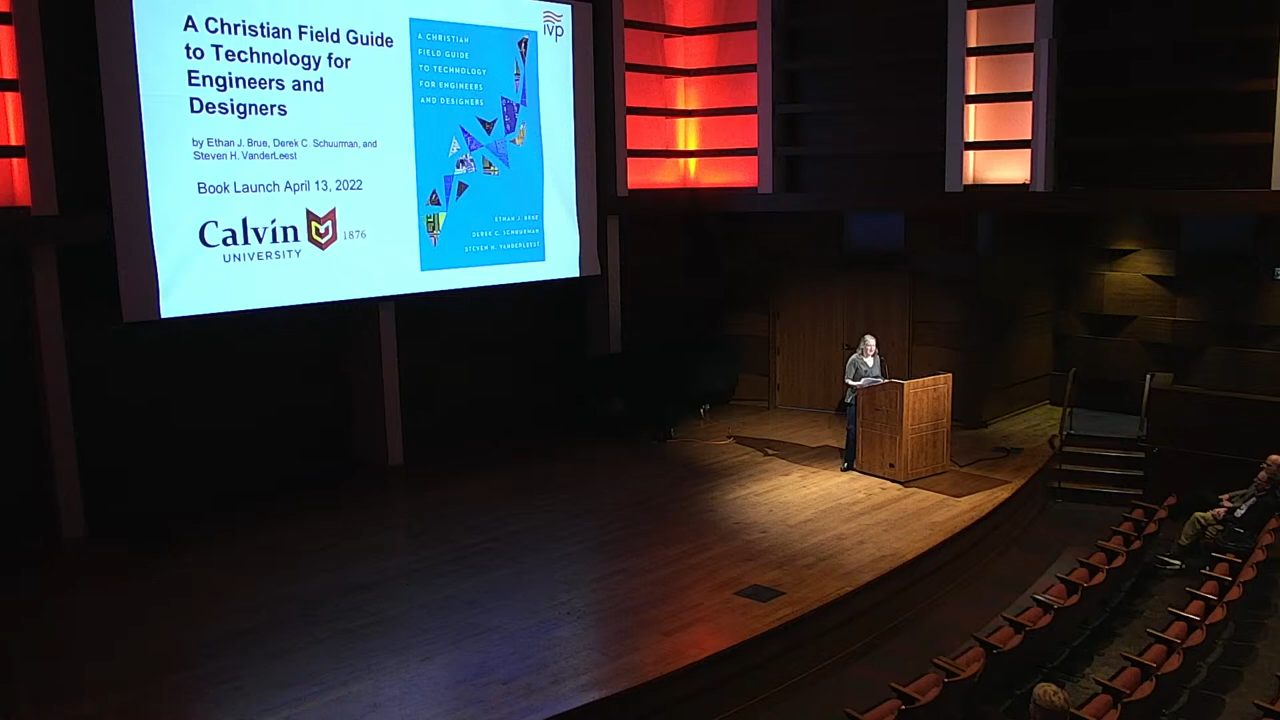 A Christian Field Guide
to Technology for
Engineers and
Designers
by Ethan J. Brue, Derek C. Schuurman, and
Steven H. VanderLeest
Book Launch April 13, 2022
Calvin
UNIVERSITY
1876
ivp
A CHRISTIAN
FIELD GUIDE
TO TECHNOLOGY
FOR ENGINEERS
AND DESIGNERS
ETHAN J. BRUE
DEREK C. SCHUURMAN
STEVEN H. VANDERLEEST